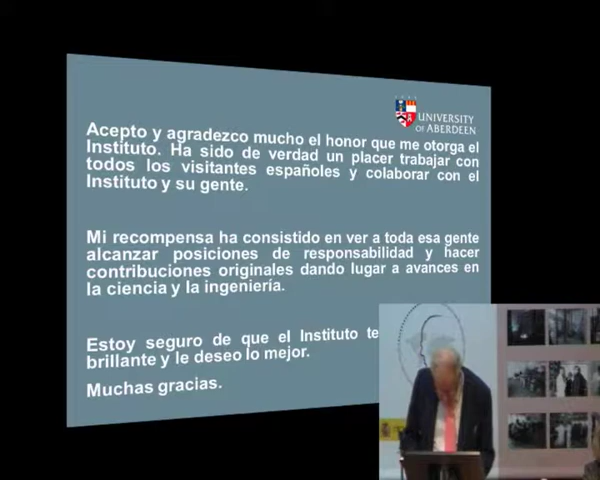 UNIVERSITY
OF ABERDEEN
Acepto y agradezco mucho el honor que me otorga el
Instituto. Ha sido de verdad un placer trabajar con
todos los visitantes españoles y colaborar con el
Instituto y su gente.
Mi recompensa ha consistido en ver a toda esa gente
alcanzar posiciones de responsabilidad y hacer
contribuciones originales dando lugar a avances en
la ciencia y la ingeniería.
Estoy seguro de que el Instituto
brillante y le deseo lo mejor.
Muchas gracias.